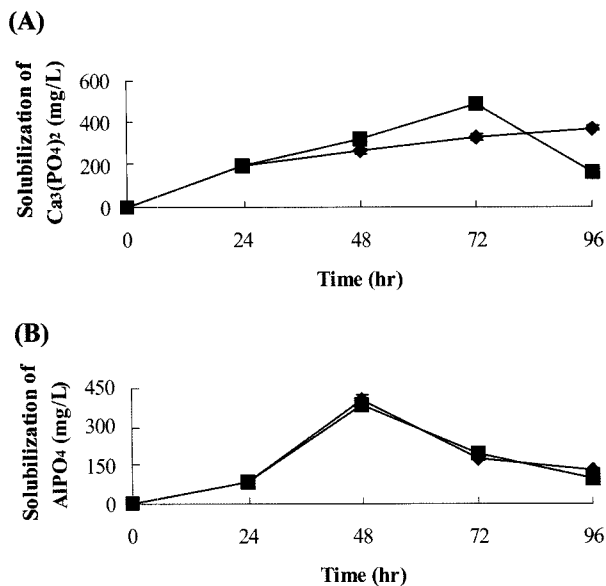 (A)
Solubilization of
Ca3(PO4)2 (mg/L)
600
400
200
0
0 24 48 72 96
Time (hr)
(B)
Solubilization of
AlPO4 (mg/L)
450
300
150
0
0 24 48 72 96
Time (hr)